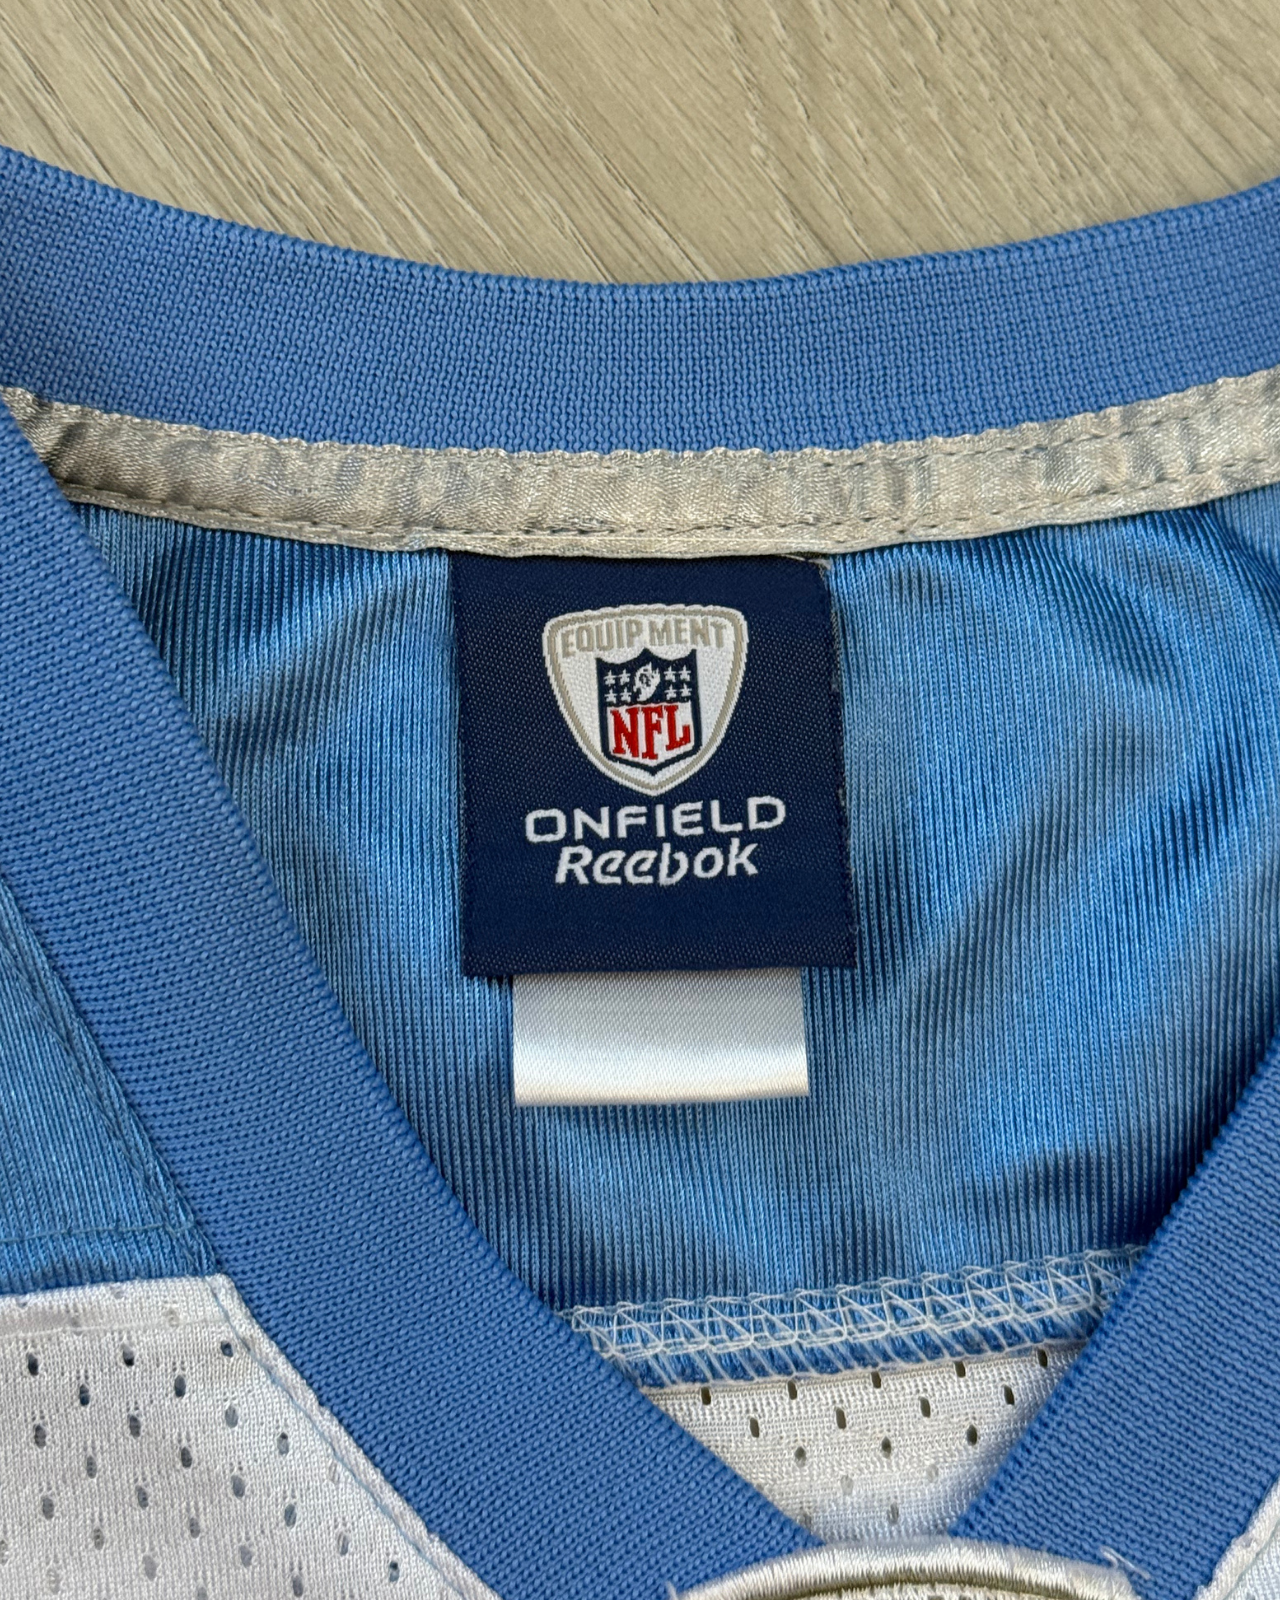 EQUIPMENT
NFL
ONFIELD
Reebok